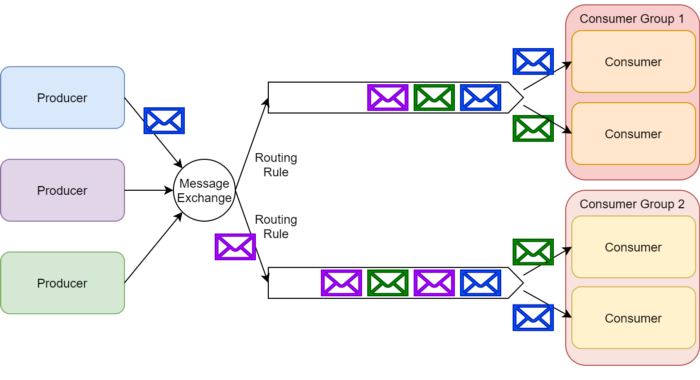 Consumer Group 1
Consumer
Consumer
Producer
Producer
Producer
Message
Exchange
Routing
Rule
Routing
Rule
Consumer Group 2
Consumer
Consumer